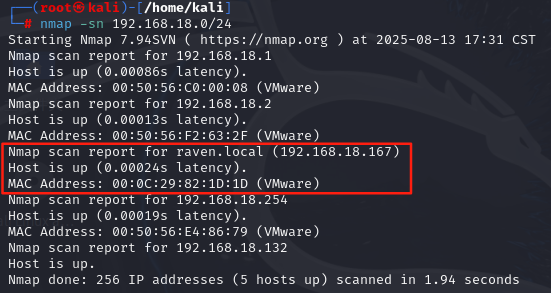 ┌──(root㉿kali)-[/home/kali]
└─# nmap -sn 192.168.18.0/24
Starting Nmap 7.94SVN ( https://nmap.org ) at 2025-08-13 17:31 CST
Nmap scan report for 192.168.18.1
Host is up (0.00086s latency).
MAC Address: 00:50:56:C0:00:08 (VMware)
Nmap scan report for 192.168.18.2
Host is up (0.00013s latency).
MAC Address: 00:50:56:F2:63:2F (VMware)
Nmap scan report for raven.local (192.168.18.167)
Host is up (0.00024s latency).
MAC Address: 00:0C:29:82:1D:1D (VMware)
Nmap scan report for 192.168.18.254
Host is up (0.00019s latency).
MAC Address: 00:50:56:E4:86:79 (VMware)
Nmap scan report for 192.168.18.132
Host is up.
Nmap done: 256 IP addresses (5 hosts up) scanned in 1.94 seconds